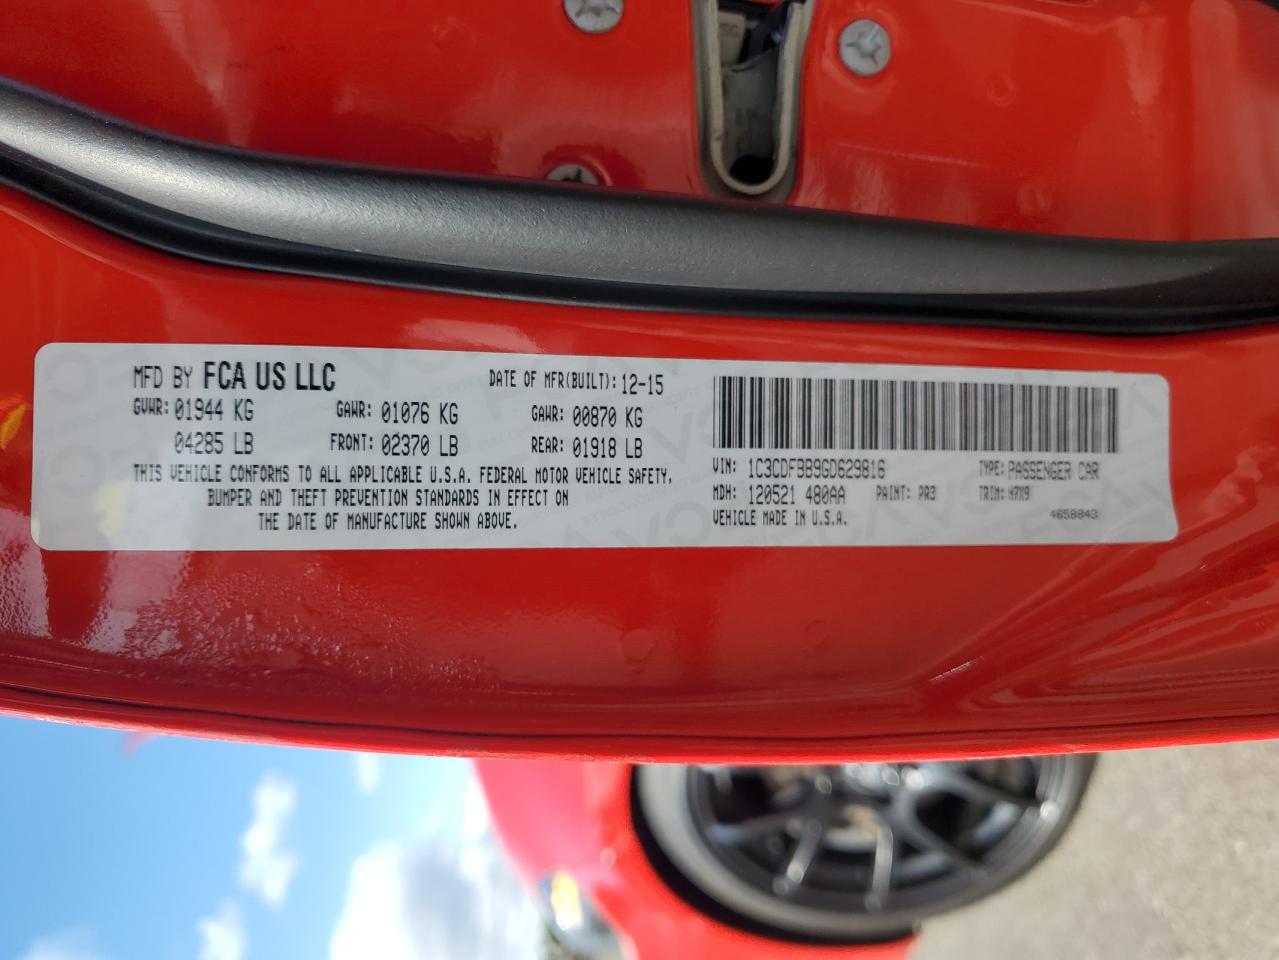 MFD BY FCA US LLC DATE OF MFR(BUILT): 12-15
GVWR: 01944 KG GAWR: 01076 KG GAWR: 00870 KG
04285 LB FRONT: 02370 LB REAR: 01918 LB
THIS VEHICLE CONFORMS TO ALL APPLICABLE U.S.A. FEDERAL MOTOR VEHICLE SAFETY,
BUMPER AND THEFT PREVENTION STANDARDS IN EFFECT ON
THE DATE OF MANUFACTURE SHOWN ABOVE.
VIN: 1C3CDFBB9GD629816 TYPE: PASSENGER CAR
MDH: 120521 480AA PAINT: PR3 TRIM: H7X9
VEHICLE MADE IN U.S.A. 4658843